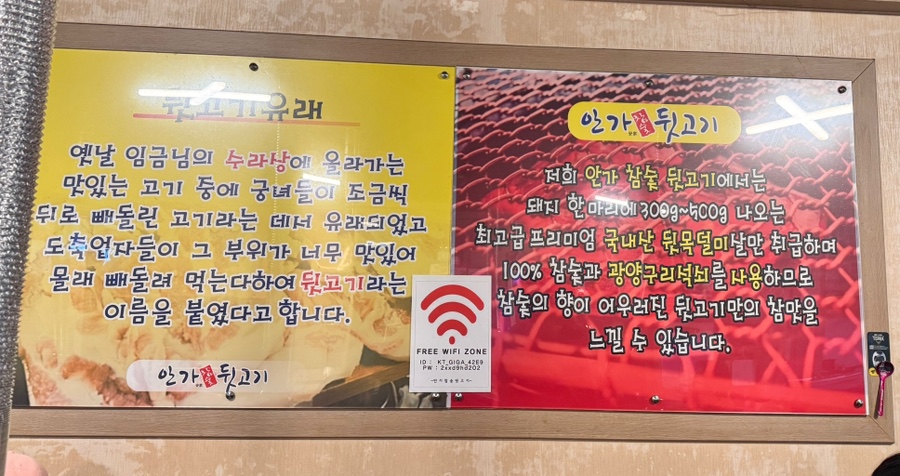 뒷고기유래
옛날 임금님의 수라상에 올라가는
맛있는 고기 중에 궁녀들이 조금씩
뒤로 빼돌린 고기라는 데서 유래되었고
도축업자들이 그 부위가 너무 맛있어
몰래 빼돌려 먹는다하여 뒷고기라는
이름을 붙였다고 합니다.
안가 참숯 뒷고기
안가 참숯 뒷고기
저희 안가 참숯 뒷고기에서는
돼지 한마리에 300g~500g 나오는
최고급 프리미엄 국내산 뒷목덜미살만 취급하며
100% 참숯과 광양구리석쇠를 사용하므로
참숯의 향이 어우러진 뒷고기만의 참맛을
느낄 수 있습니다.
FREE WIFI ZONE
ID : KT_GIGA_42E9
PW : 2xxd9nd202